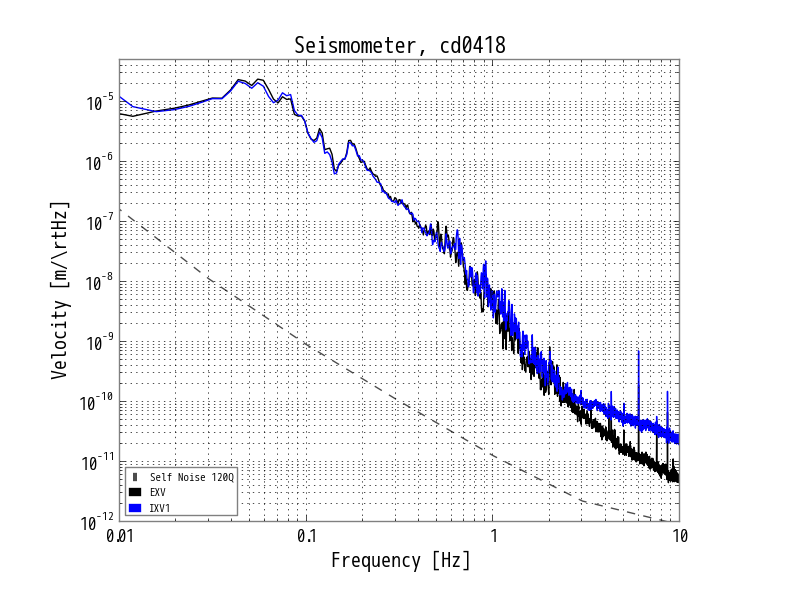 Seismometer, cd0418
Velocity [m/\rtHz]
10^-5
10^-6
10^-7
10^-8
10^-9
10^-10
10^-11
10^-12
Self Noise 120Q
EXV
IXV1
0.01 0.1 1 10
Frequency [Hz]